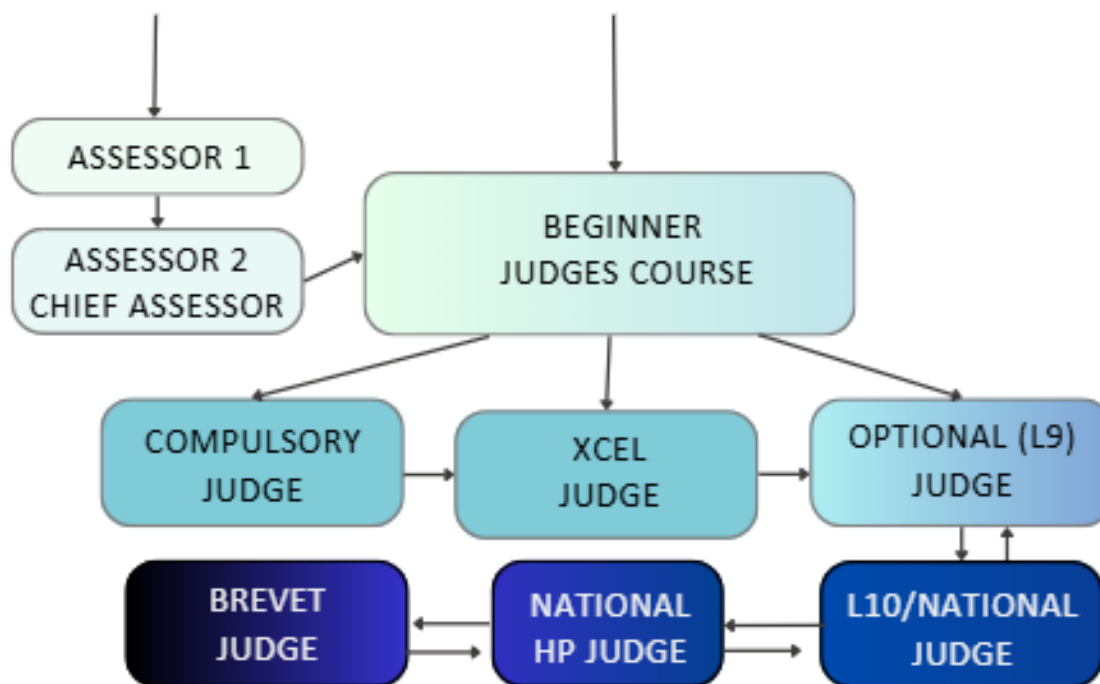 ASSESSOR 1
ASSESSOR 2
CHIEF ASSESSOR
BEGINNER
JUDGES COURSE
COMPULSORY
JUDGE
XCEL
JUDGE
OPTIONAL (L9)
JUDGE
BREVET
JUDGE
NATIONAL
HP JUDGE
L10/NATIONAL
JUDGE